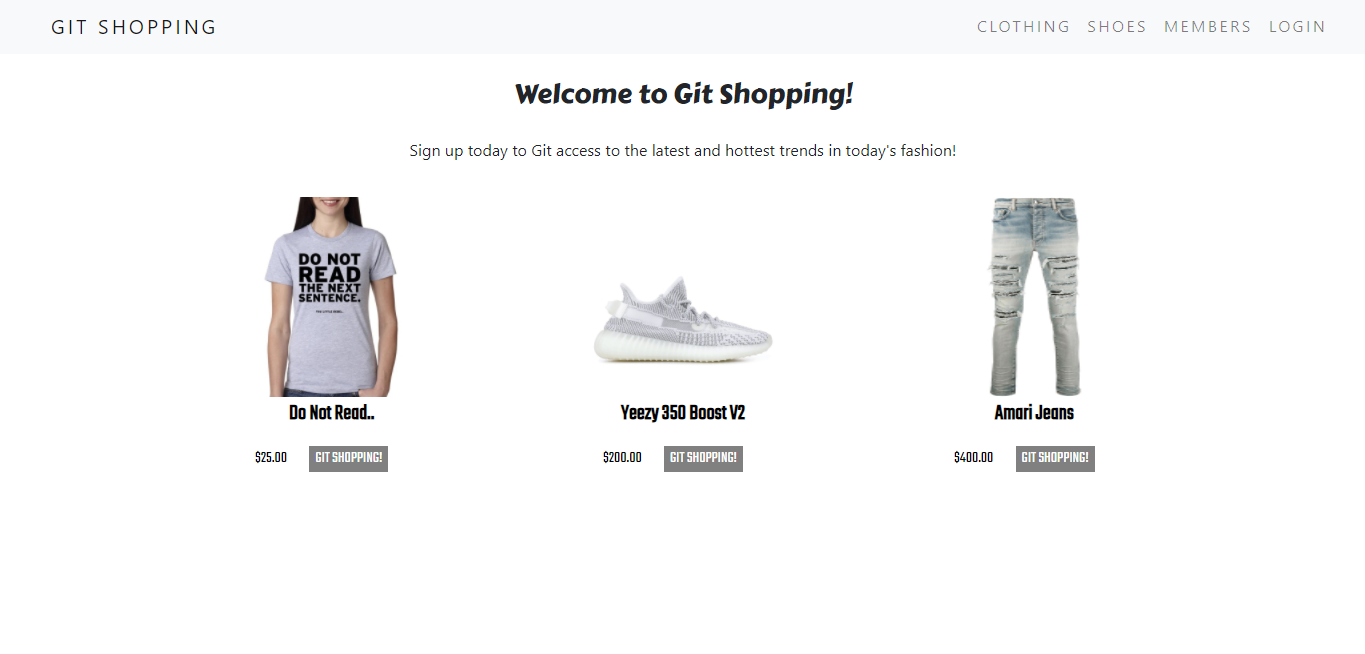 GIT SHOPPING
CLOTHING SHOES MEMBERS LOGIN
Welcome to Git Shopping!
Sign up today to Git access to the latest and hottest trends in today's fashion!
DO NOT
READ
THE NEXT
SENTENCE.
Do Not Read..
$25.00 GIT SHOPPING!
Yeezy 350 Boost V2
$200.00 GIT SHOPPING!
Amari Jeans
$400.00 GIT SHOPPING!